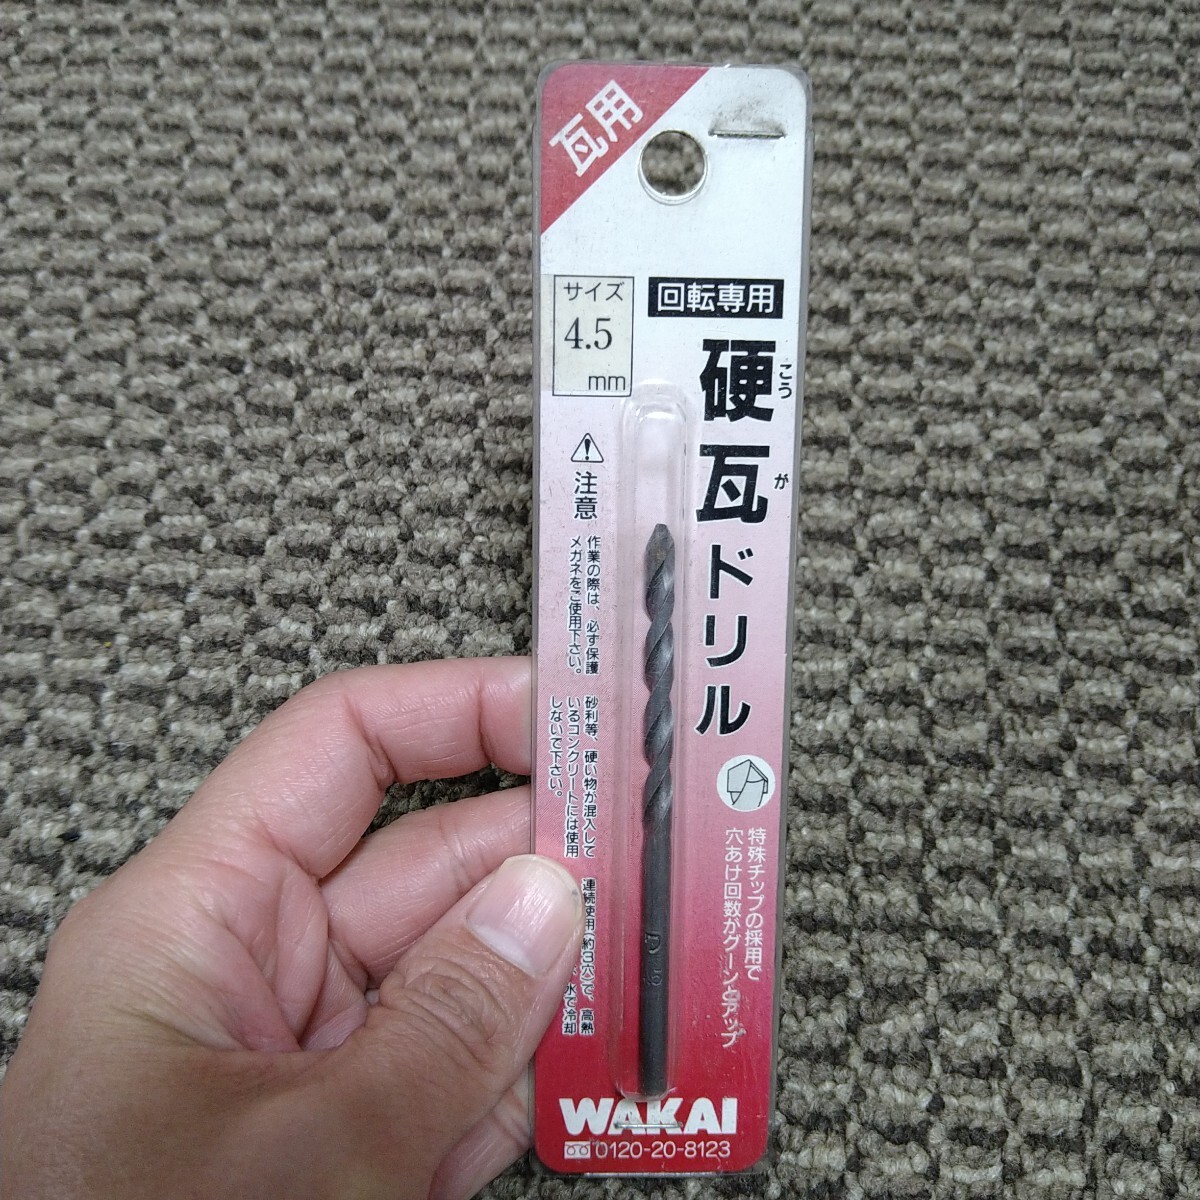 瓦用
サイズ
4.5
mm
回転専用
硬瓦ドリル
こう
が
注意
作業の際は、必ず保護
メガネをご使用下さい。
砂利等、硬い物が混入して
いるコンクリートには使用
しないで下さい。
連続使用(約3穴)で、高熱
水で冷却
特殊チップの採用で
穴あけ回数がグーンとアップ
WAKAI
0120-20-8123